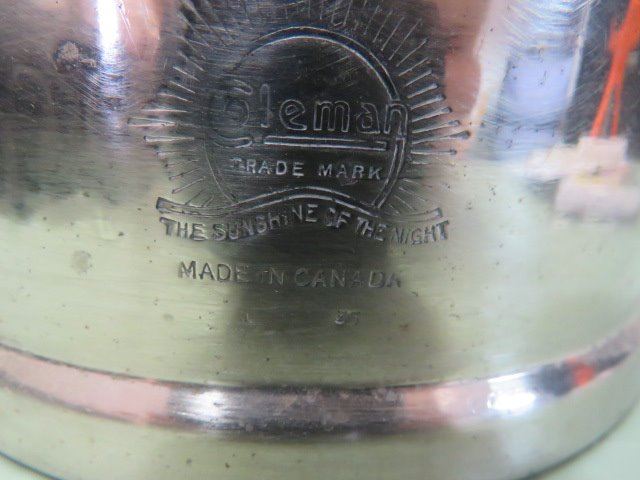 Coleman
TRADE MARK
THE SUNSHINE OF THE NIGHT
MADE IN CANADA